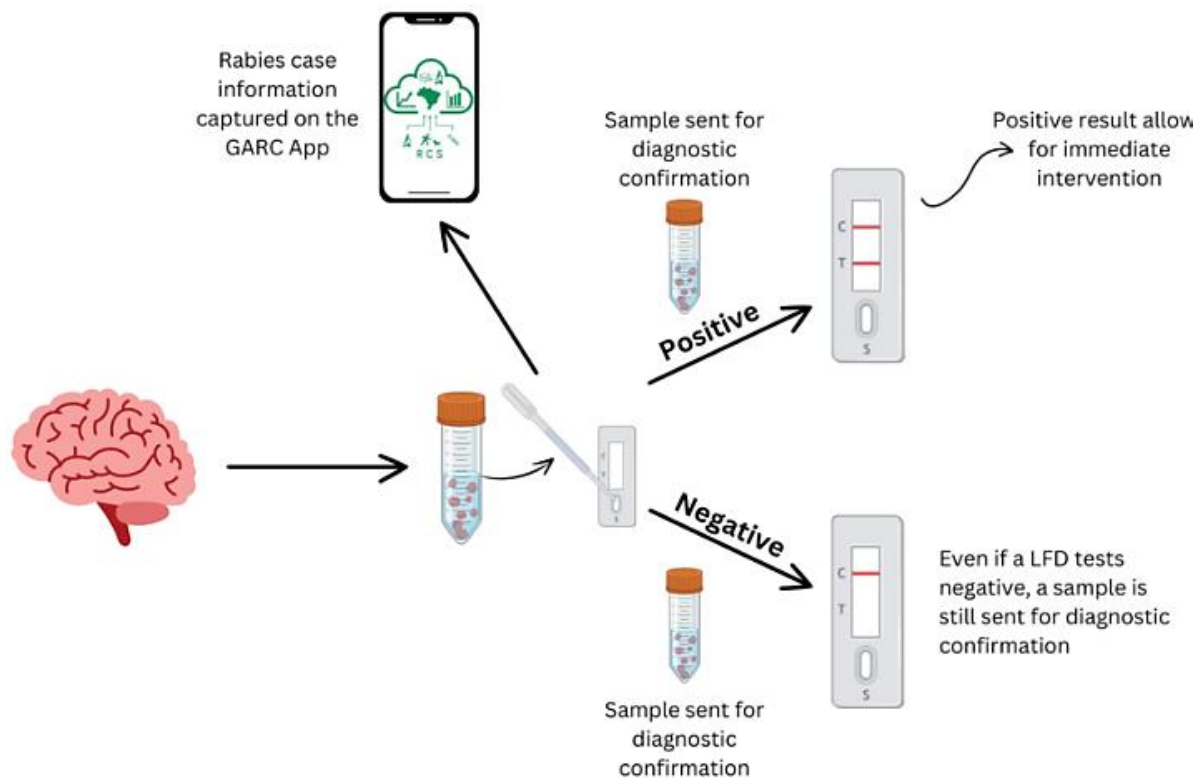 Rabies case
information
captured on the
GARC App
RCS
Sample sent for
diagnostic
confirmation
Positive result allow
for immediate
intervention
C
T
S
Positive
Negative
S
C
T
S
Even if a LFD tests
negative, a sample is
still sent for diagnostic
confirmation
Sample sent for
diagnostic
confirmation